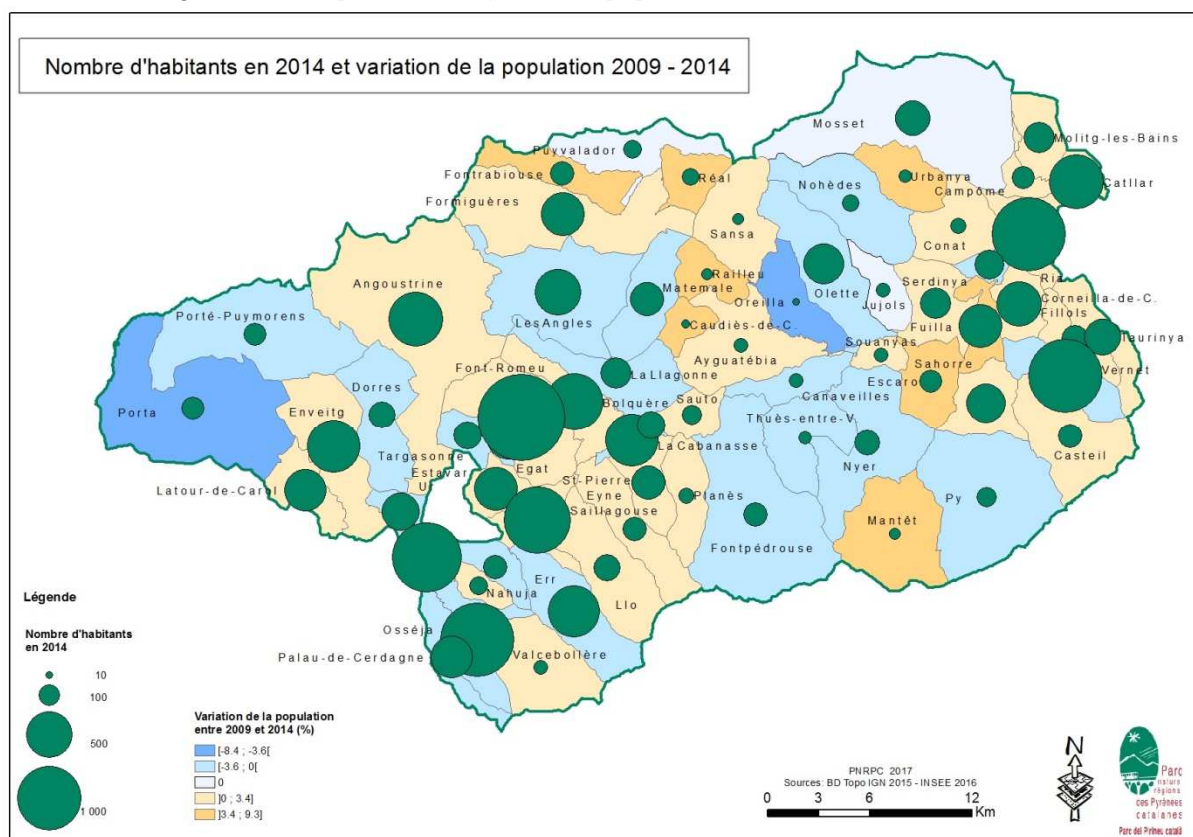 Nombre d'habitants en 2014 et variation de la population 2009 - 2014
Mosset
Molitg-les-Bains
Puyvalador
Urbanya
Fontrabiouse
Réal
Nohèdes
Campôme
Catllar
Formiguères
Sansa
Conat
Angoustrine
Railleu
Matemale
Serdinya
Ria
Oreilla
Olette
Jujols
Corneilla-de-C.
Porté-Puymorens
Les Angles
Caudiès-de-C.
Fuilla
Fillols
Taurinya
Souanyas
Ayguatébia
Sahorre
Vernet
Font-Romeu
La Llagonne
Escaro
Dorres
Canaveilles
Porta
Enveitg
Bolquère
Sauto
Thuès-entre-V.
La Cabanasse
Casteil
Targasonne
Nyer
Estavar
Egat
Ur
St-Pierre
Latour-de-Carol
Eyne
Planès
Py
Saillagouse
Mantêt
Fontpédrouse
Err
Nahuja
Llo
Osséja
Palau-de-Cerdagne
Valcebollère
Légende
Nombre d'habitants
en 2014
10
100
500
1 000
Variation de la population
entre 2009 et 2014 (%)
[-8.4 ; -3.6[
[-3.6 ; 0[
0
]0 ; 3.4]
]3.4 ; 9.3]
PNRPC 2017
Sources: BD Topo IGN 2015 - INSEE 2016
0 3 6 12
Km
N
Parc
naturel
régional
des Pyrénées
catalanes
Parc del Pirineu català